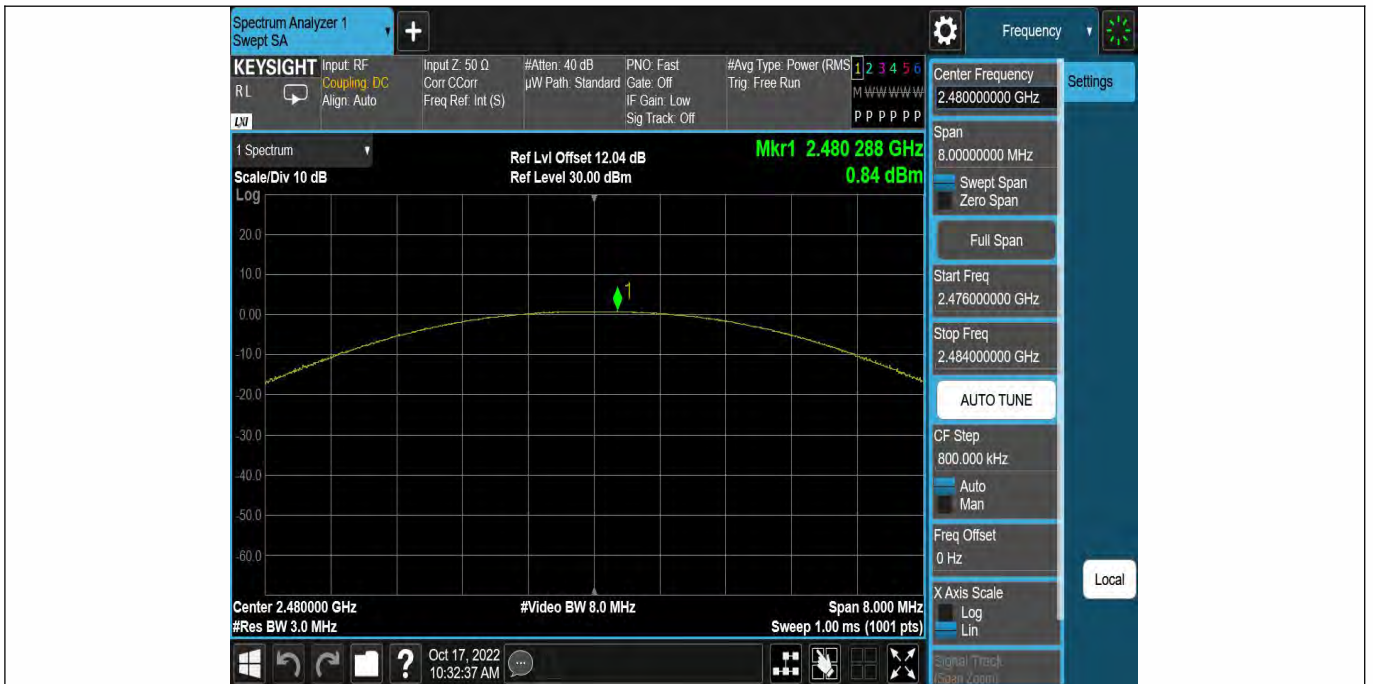 Spectrum Analyzer 1
Swept SA
+
Frequency
KEYSIGHT
R L
LXI
Input: RF
Coupling: DC
Align: Auto
Input Z: 50 Ω
Corr CCorr
Freq Ref: Int (S)
#Atten: 40 dB
µW Path: Standard
PNO: Fast
Gate: Off
IF Gain: Low
Sig Track: Off
#Avg Type: Power (RMS
Trig: Free Run
1 2 3 4 5 6
M W W W W W
P P P P P P
1 Spectrum
Scale/Div 10 dB
Ref Lvl Offset 12.04 dB
Ref Level 30.00 dBm
Mkr1 2.480 288 GHz
0.84 dBm
Log
20.0
10.0
0.00
-10.0
-20.0
-30.0
-40.0
-50.0
-60.0
1
Center 2.480000 GHz
#Res BW 3.0 MHz
#Video BW 8.0 MHz
Span 8.000 MHz
Sweep 1.00 ms (1001 pts)
?
Oct 17, 2022
10:32:37 AM
Center Frequency
2.480000000 GHz
Settings
Span
8.00000000 MHz
Swept Span
Zero Span
Full Span
Start Freq
2.476000000 GHz
Stop Freq
2.484000000 GHz
AUTO TUNE
CF Step
800.000 kHz
Auto
Man
Freq Offset
0 Hz
X Axis Scale
Log
Lin
Local
Signal Track
(Span Zoom)